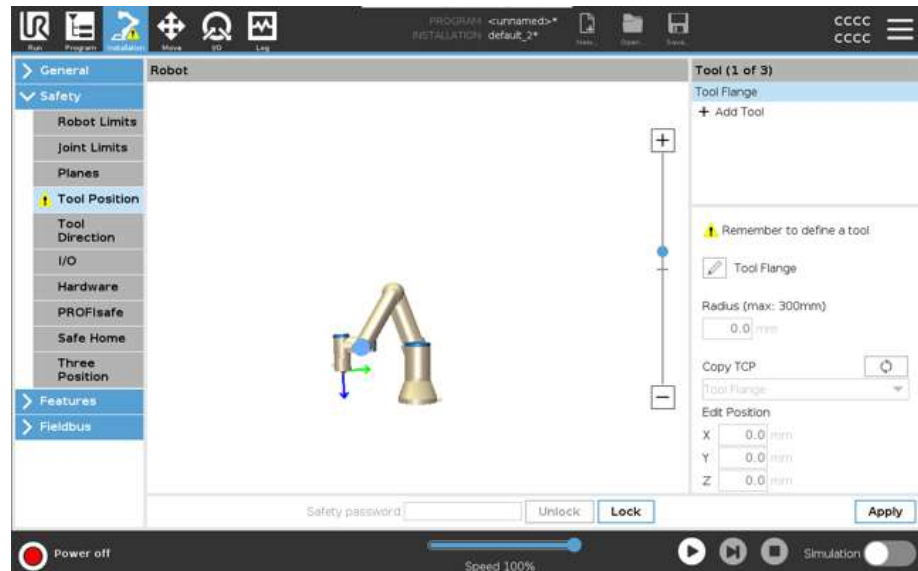 UR
PROGRAM <unnamed>*
INSTALLATION default_2*
cccc
cccc
Run Program Installation Move I/O Log New... Open... Save...
General
Safety
Robot Limits
Joint Limits
Planes
Tool Position
Tool
Direction
I/O
Hardware
PROFIsafe
Safe Home
Three
Position
Features
Fieldbus
Robot
Tool (1 of 3)
Tool Flange
+ Add Tool
Remember to define a tool
Tool Flange
Radius (max: 300mm)
0.0 mm
Copy TCP
Tool Flange
Edit Position
X 0.0 mm
Y 0.0 mm
Z 0.0 mm
Safety password Unlock Lock Apply
Power off
Speed 100%
Simulation